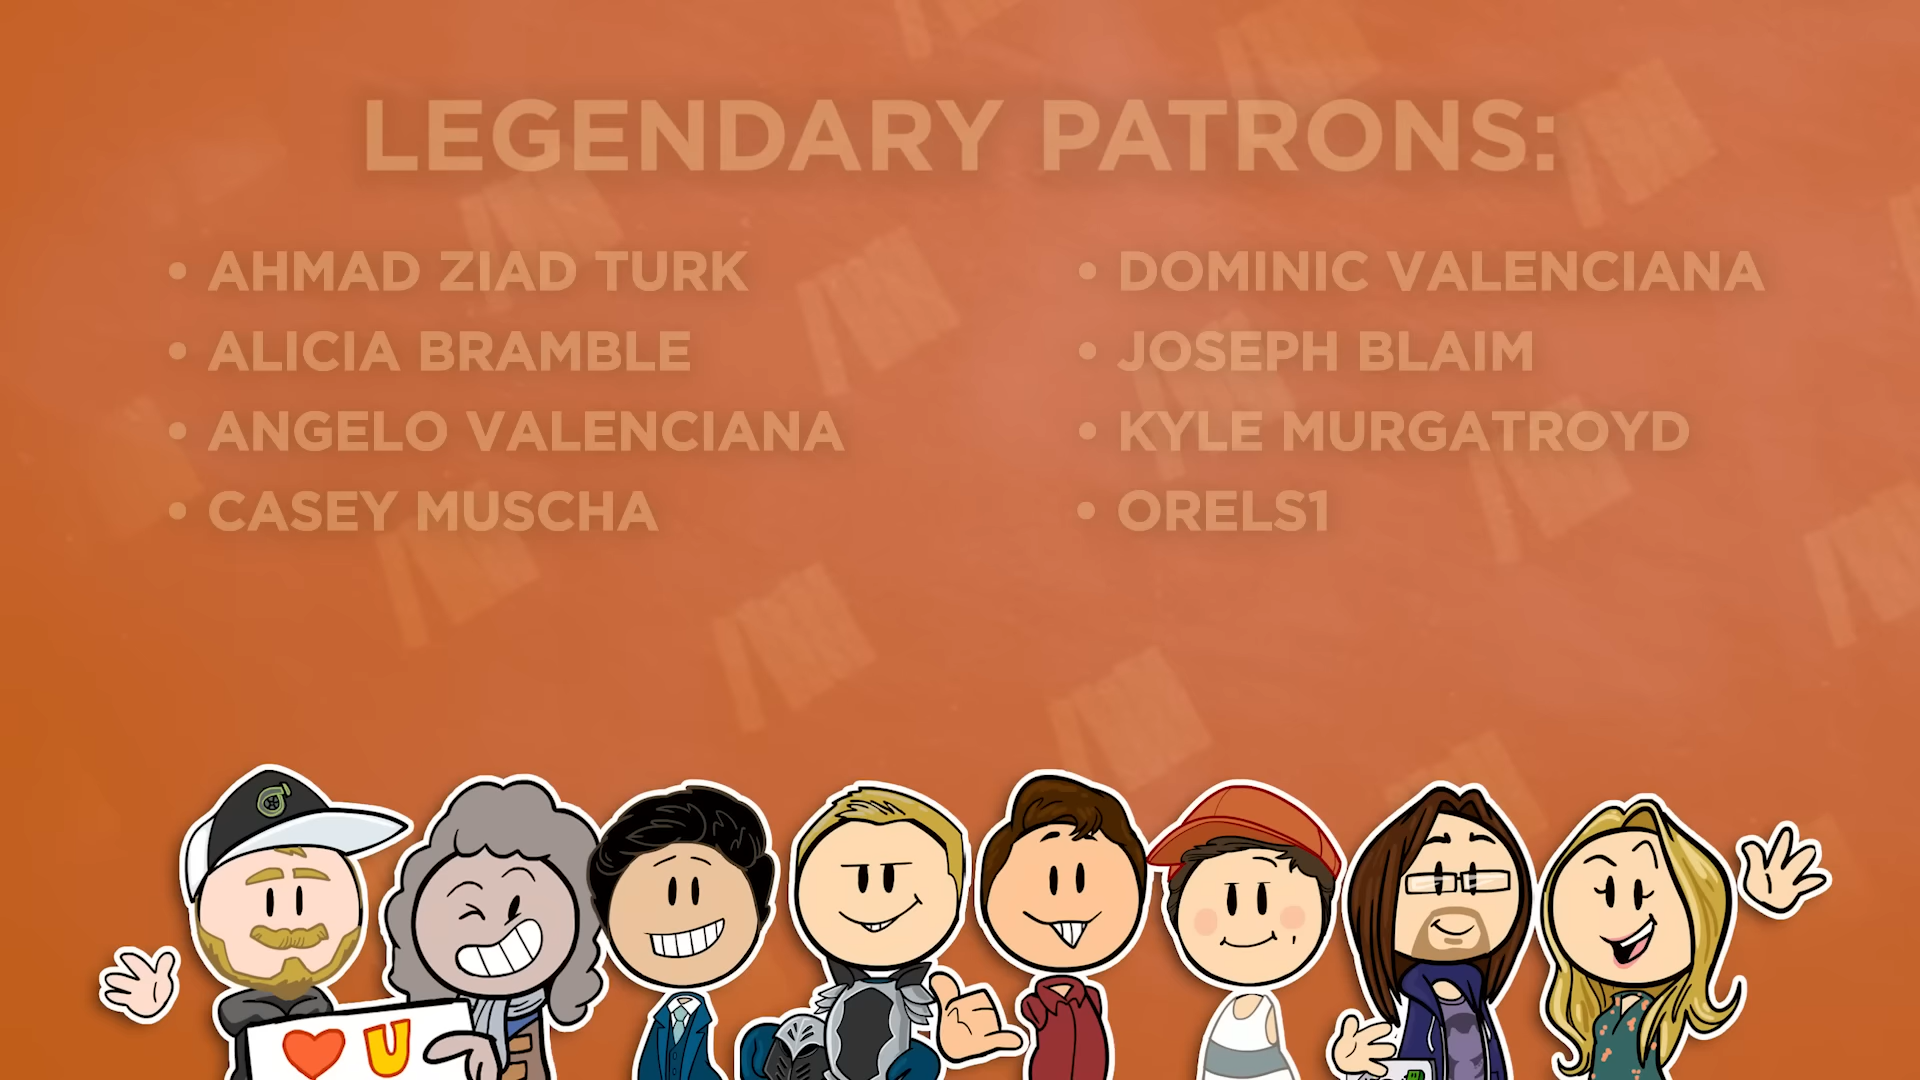 LEGENDARY PATRONS:
• AHMAD ZIAD TURK
• ALICIA BRAMBLE
• ANGELO VALENCIANA
• CASEY MUSCHA
• DOMINIC VALENCIANA
• JOSEPH BLAIM
• KYLE MURGATROYD
• ORELS1
❤ U